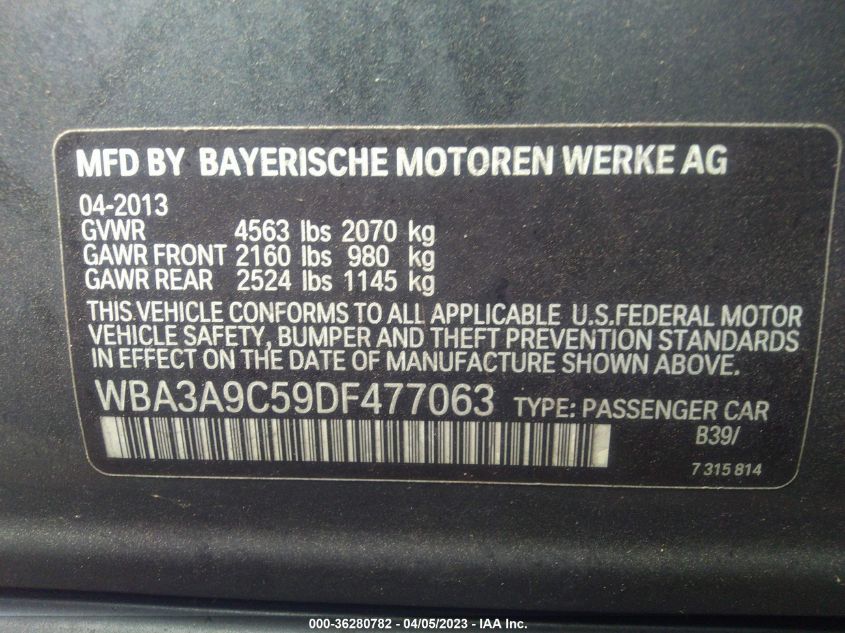 MFD BY BAYERISCHE MOTOREN WERKE AG
04-2013
GVWR 4563 lbs 2070 kg
GAWR FRONT 2160 lbs 980 kg
GAWR REAR 2524 lbs 1145 kg
THIS VEHICLE CONFORMS TO ALL APPLICABLE U.S.FEDERAL MOTOR
VEHICLE SAFETY, BUMPER AND THEFT PREVENTION STANDARDS
IN EFFECT ON THE DATE OF MANUFACTURE SHOWN ABOVE.
WBA3A9C59DF477063 TYPE: PASSENGER CAR
B39/
7 315 814
000-36280782 - 04/05/2023 - IAA Inc.